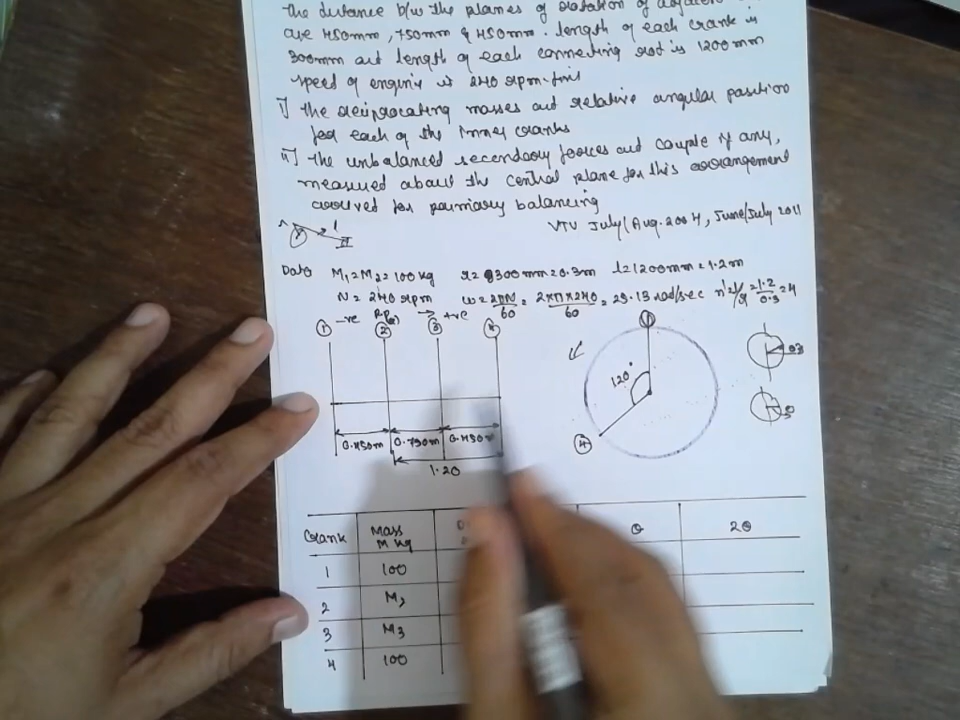 the distance b/w the planes of rotation of adjacent
are 450mm, 750mm & 450mm. length of each crank is
300mm and length of each connecting rod is 1200mm
speed of engine is 240 rpm. find
i] the reciprocating masses and relative angular position
for each of the inner cranks
ii] the unbalanced secondary forces and couple if any,
measured about the central plane for this arrangement
arrived for primary balancing
VTU July/Aug. 2004, June/July 2011
Data M1 = M4 = 100 kg r = 300mm = 0.3m l = 1200mm = 1.2m
N = 240 rpm ω = 2πN/60 = 2×π×240/60 = 25.13 rad/sec n' = l/r = 1.2/0.3 = 4
-ve R.P → +ve
1 2 3 4
1
120°
4
0.450m 0.750m 0.450m
1.20
Crank Mass M kg θ 2θ
1 100
2 M2
3 M3
4 100